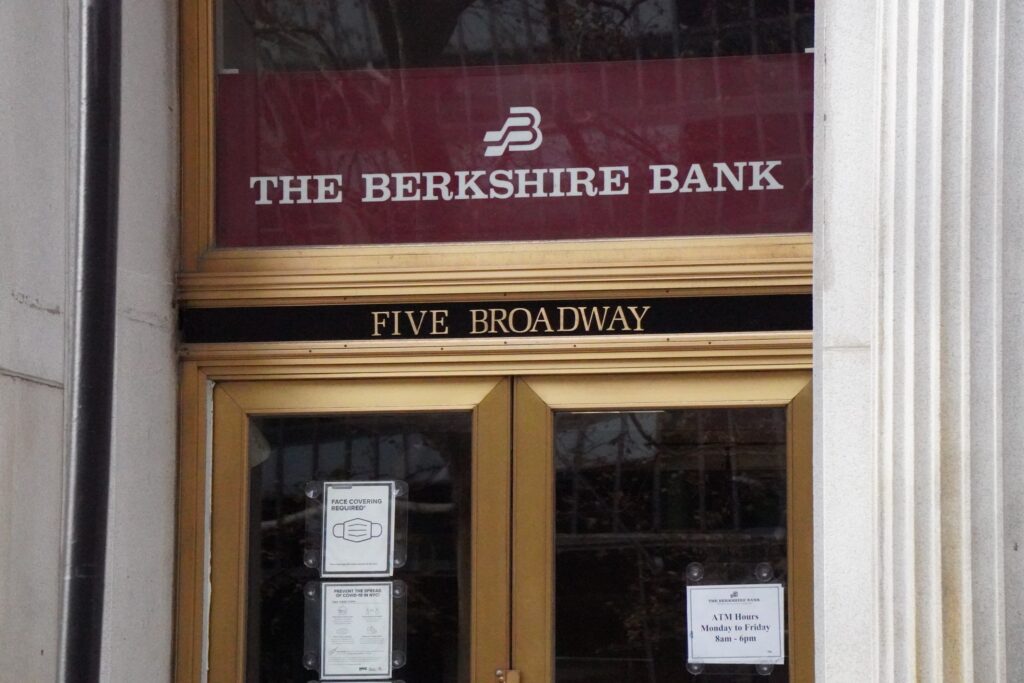 THE BERKSHIRE BANK
FIVE BROADWAY
FACE COVERING
REQUIRED*
PREVENT THE SPREAD
OF COVID-19 IN NYC!
THE BERKSHIRE BANK
ATM Hours
Monday to Friday
8am - 6pm